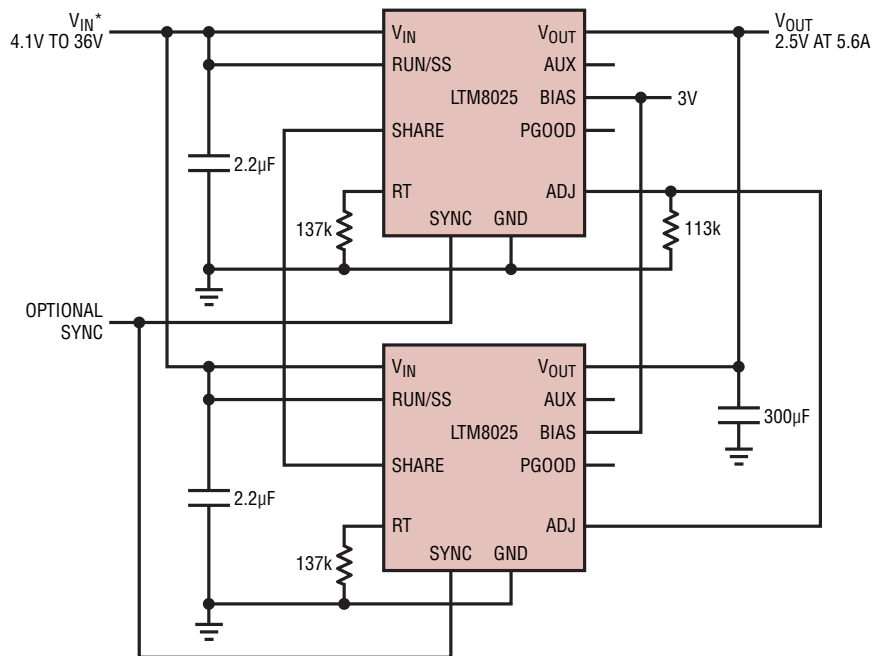 VIN*
4.1V TO 36V
VOUT
2.5V AT 5.6A
VIN
VOUT
RUN/SS
AUX
LTM8025
BIAS
3V
SHARE
PGOOD
2.2µF
RT
ADJ
137k
SYNC
GND
113k
OPTIONAL
SYNC
VIN
VOUT
RUN/SS
AUX
LTM8025
BIAS
300µF
SHARE
PGOOD
2.2µF
RT
ADJ
137k
SYNC
GND